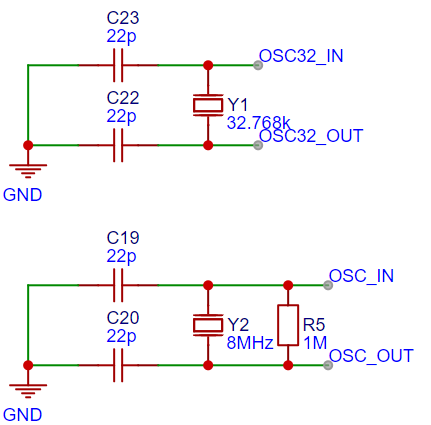 C23
22p
OSC32_IN
C22
22p
Y1
32.768k
OSC32_OUT
GND
C19
22p
OSC_IN
C20
22p
Y2
8MHz
R5
1M
OSC_OUT
GND